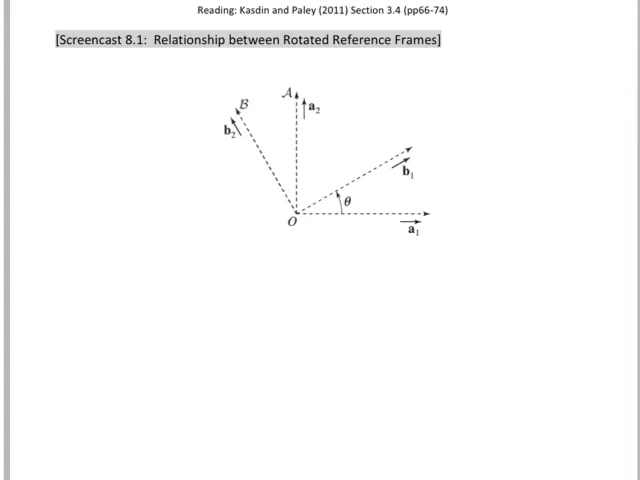 Reading: Kasdin and Paley (2011) Section 3.4 (pp66-74)
[Screencast 8.1: Relationship between Rotated Reference Frames]
A
B
a2
b2
b1
θ
O
a1